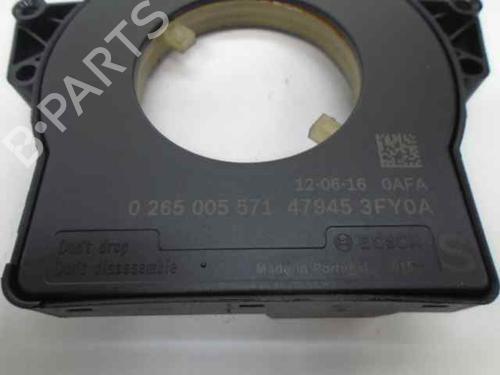 B-PARTS
12-06-16 0AFA
0 265 005 571 47945 3FY0A
Don't drop
Don't disassemble
BOSCH
Made in Portugal
S